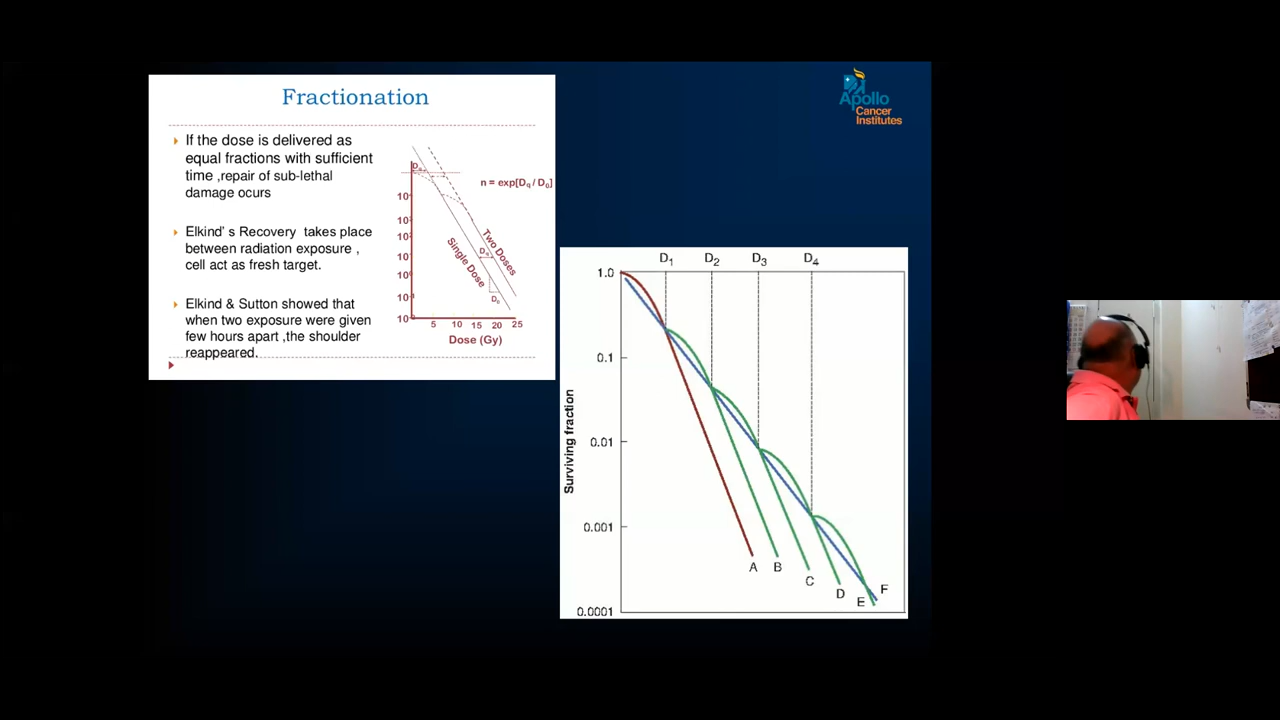 Fractionation
If the dose is delivered as
equal fractions with sufficient
time ,repair of sub-lethal
damage ocurs
Elkind' s Recovery takes place
between radiation exposure ,
cell act as fresh target.
Elkind & Sutton showed that
when two exposure were given
few hours apart ,the shoulder
reappeared.
n = exp[Dq / D0]
Two Doses
Single Dose
Dq
D0
5 10 15 20 25
Dose (Gy)
Apollo
Cancer
Institutes
D1 D2 D3 D4
1.0
0.1
0.01
0.001
0.0001
Surviving fraction
A B C D E F